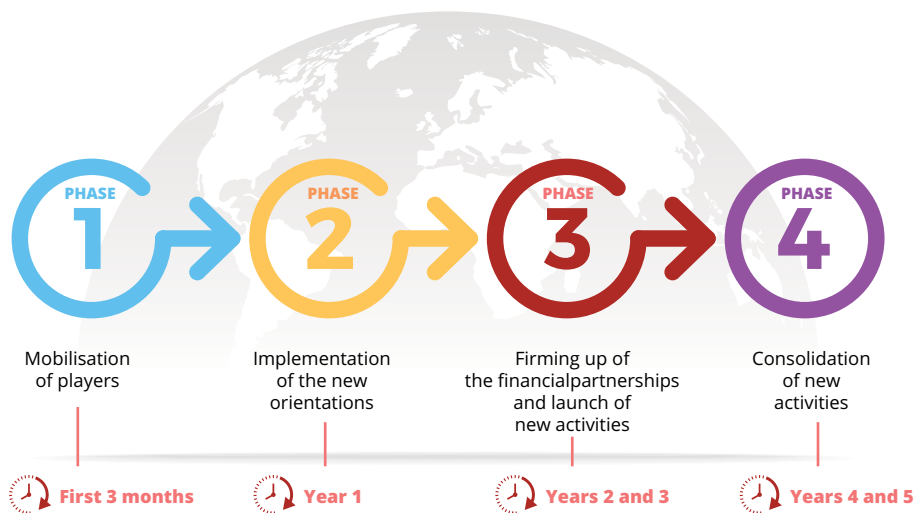 PHASE
1
PHASE
2
PHASE
3
PHASE
4
Mobilisation
of players
Implementation
of the new
orientations
Firming up of
the financialpartnerships
and launch of
new activities
Consolidation
of new
activities
First 3 months
Year 1
Years 2 and 3
Years 4 and 5